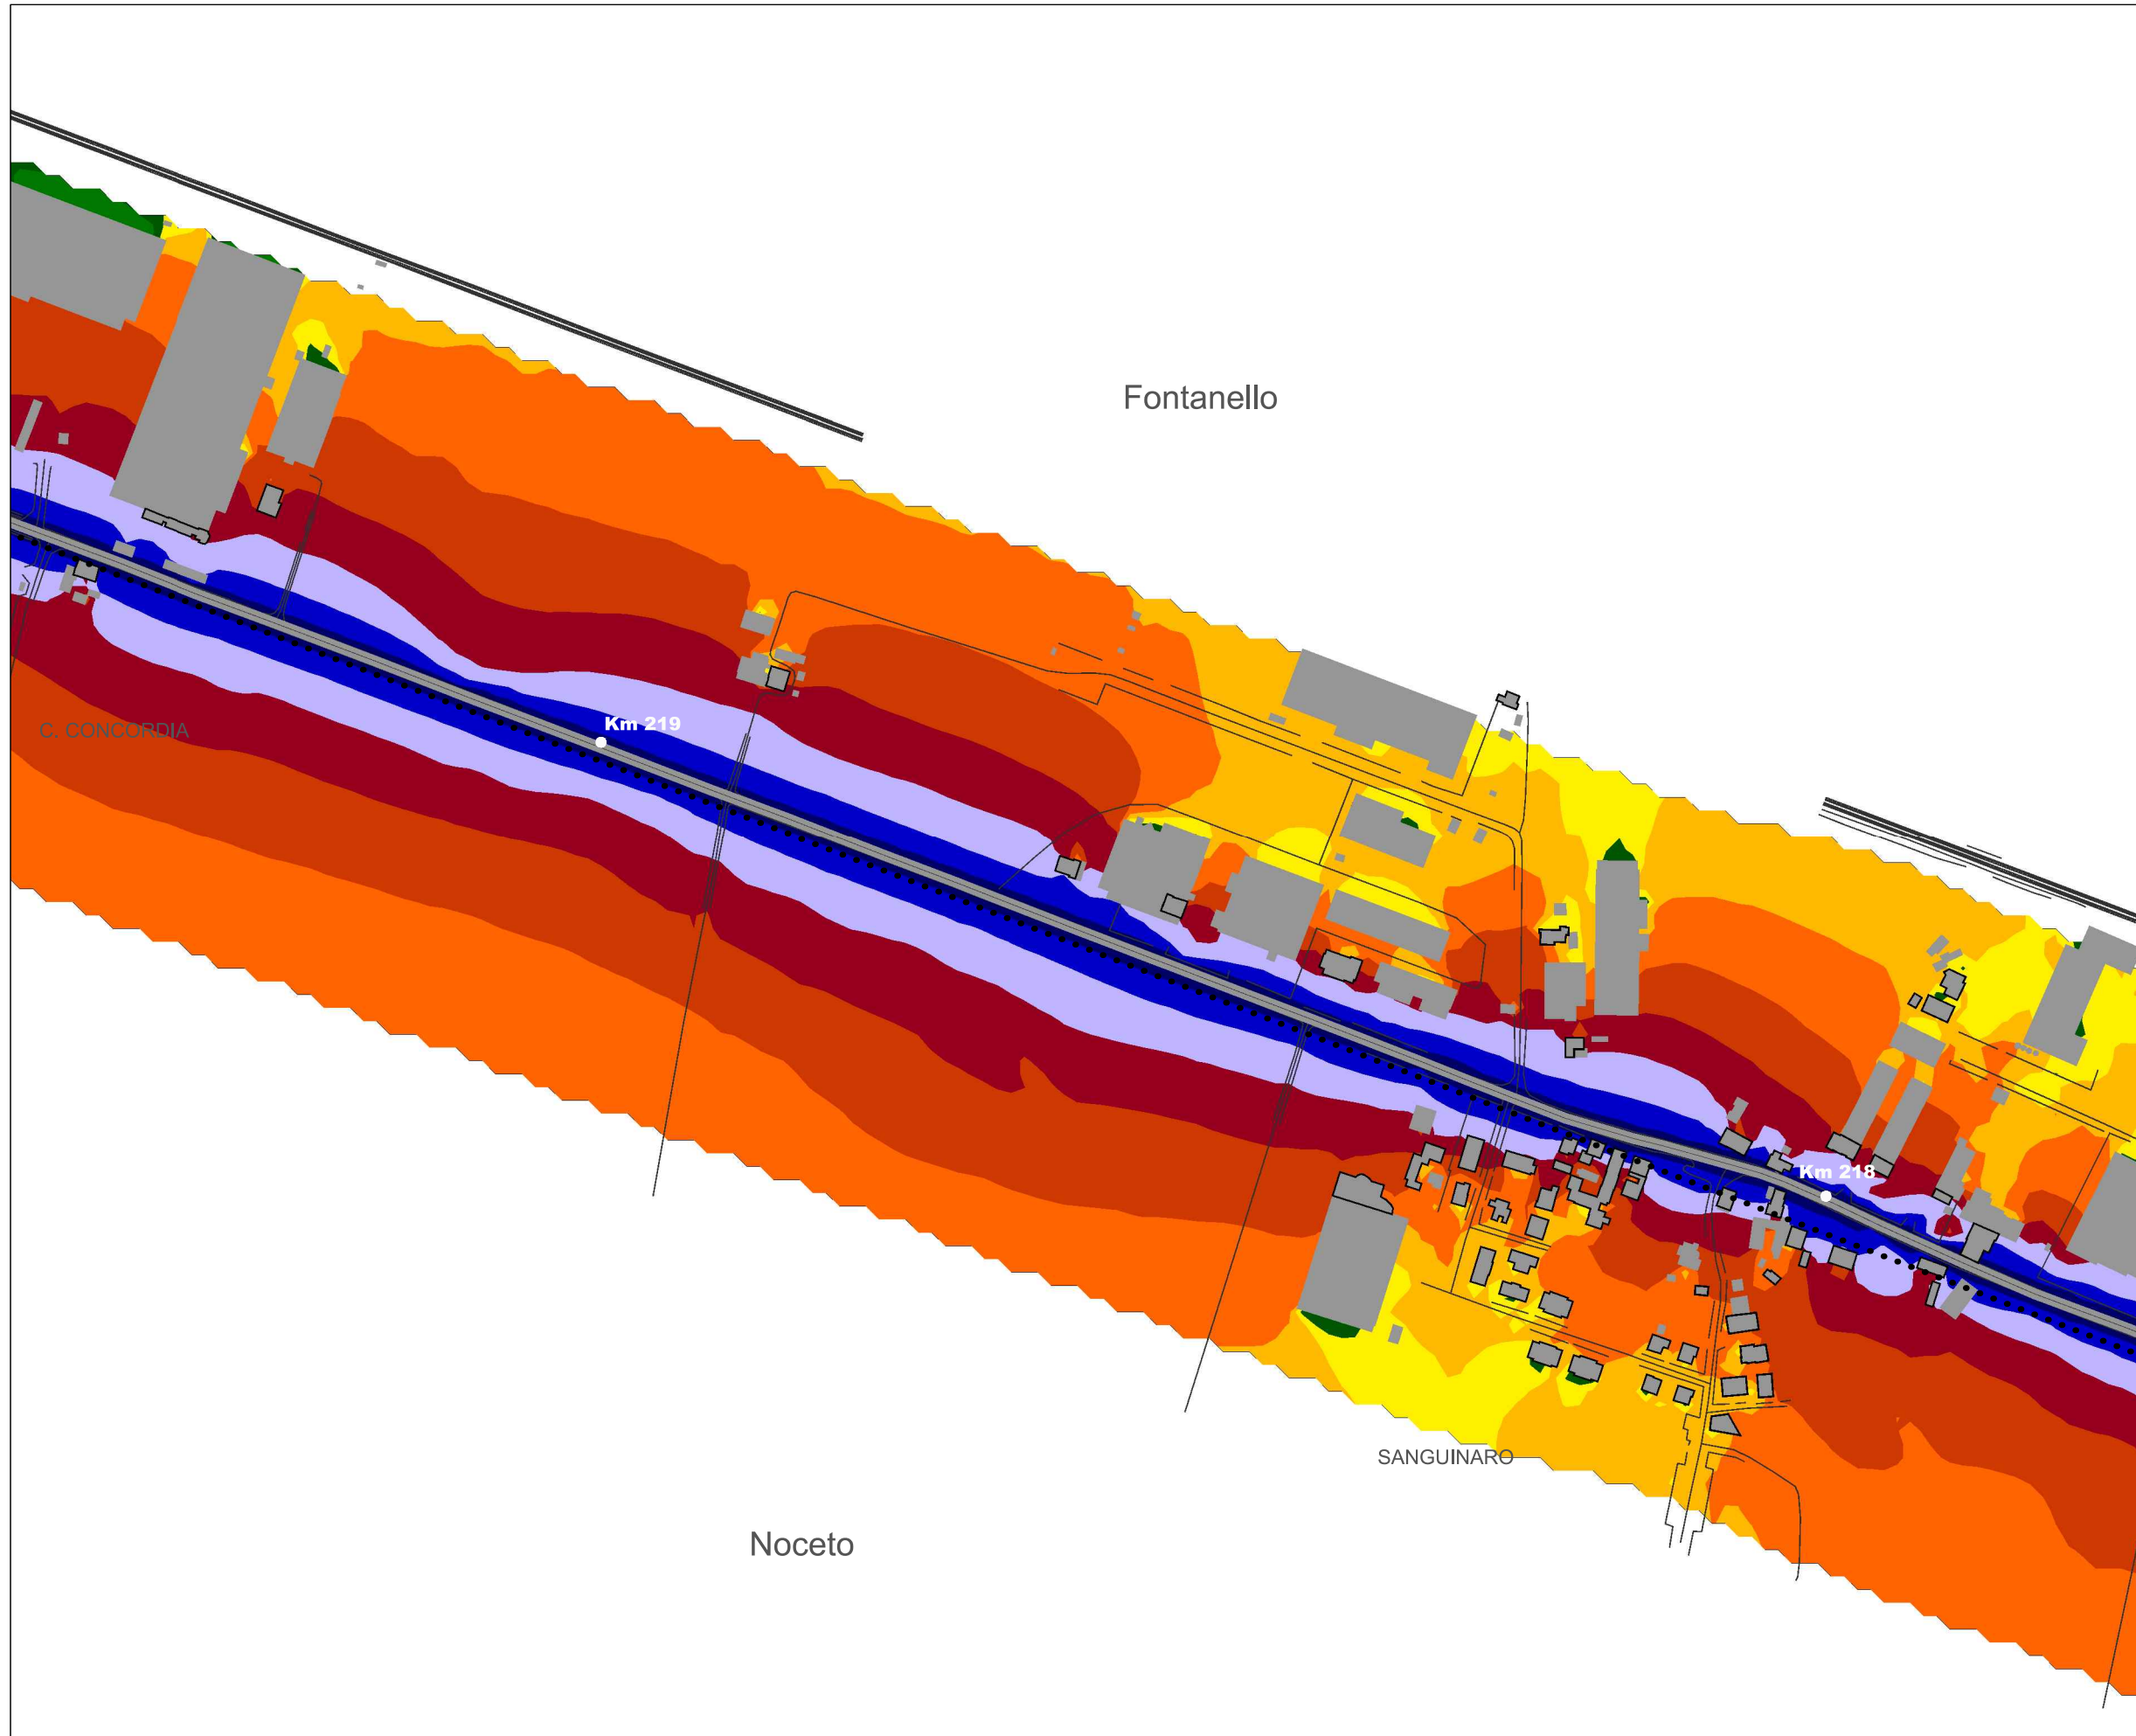 Fontanello
Km 219
C. CONCORDIA
Km 218
SANGUINARO
Noceto